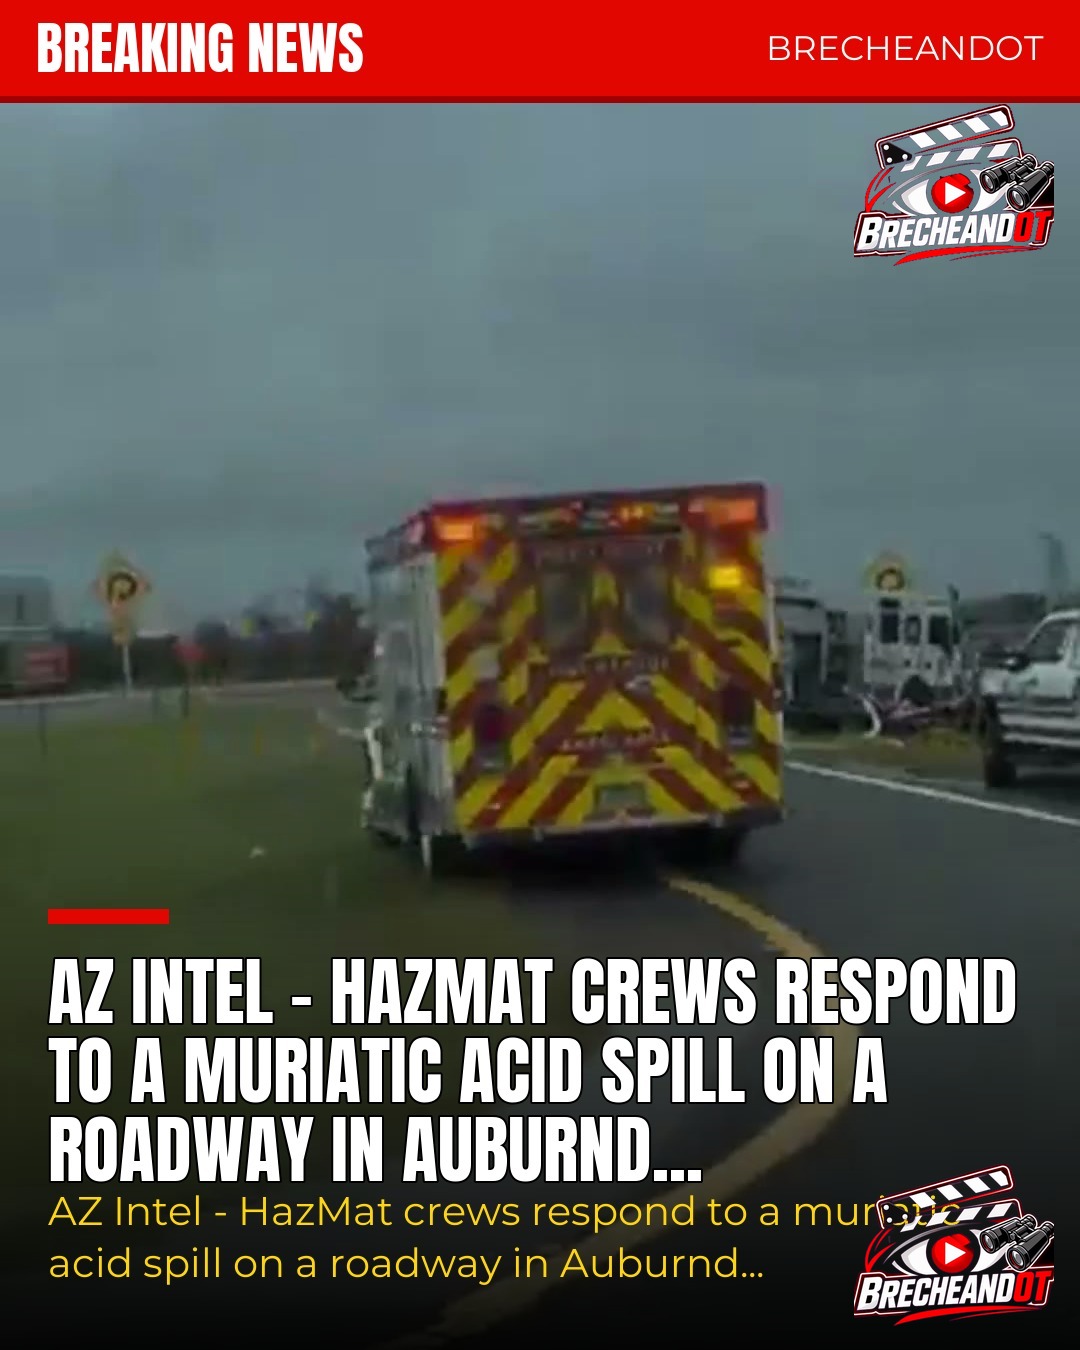 BREAKING NEWS
BRECHEANDOT
BRECHEANDOT
AZ INTEL - HAZMAT CREWS RESPOND
TO A MURIATIC ACID SPILL ON A
ROADWAY IN AUBURND...
AZ Intel - HazMat crews respond to a muriatic
acid spill on a roadway in Auburnd...
BRECHEANDOT